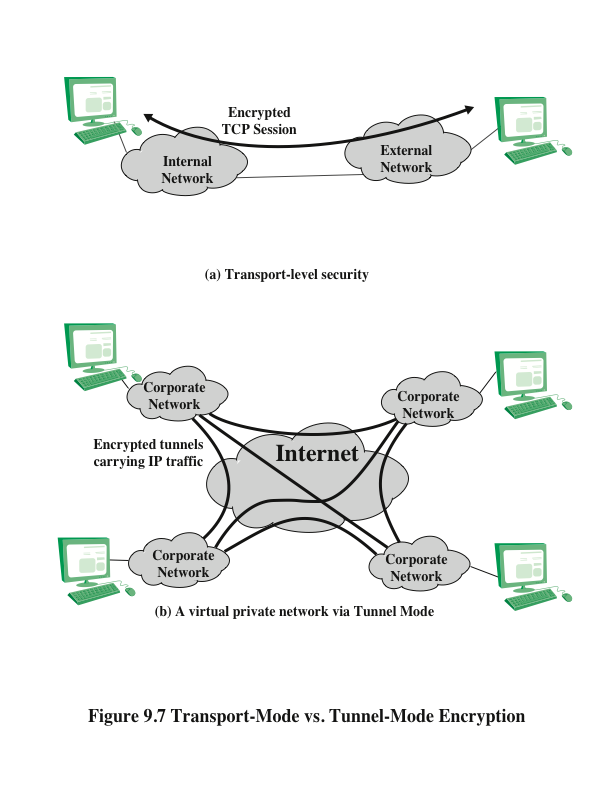 Encrypted
TCP Session
Internal
Network
External
Network
(a) Transport-level security
Corporate
Network
Corporate
Network
Encrypted tunnels
carrying IP traffic
Internet
Corporate
Network
Corporate
Network
(b) A virtual private network via Tunnel Mode
Figure 9.7 Transport-Mode vs. Tunnel-Mode Encryption